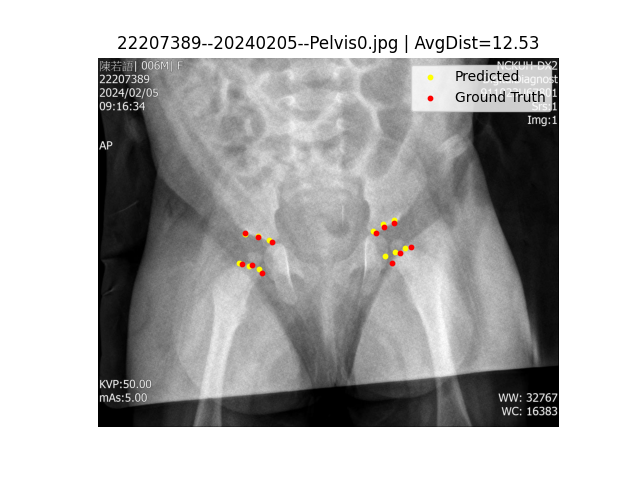 22207389--20240205--Pelvis0.jpg | AvgDist=12.53
陳若語| 006M| F
22207389
2024/02/05
09:16:34
AP
NCKUH-DX2
Predicted
Ground Truth
Img:1
KVP:50.00
mAs:5.00
WW: 32767
WC: 16383